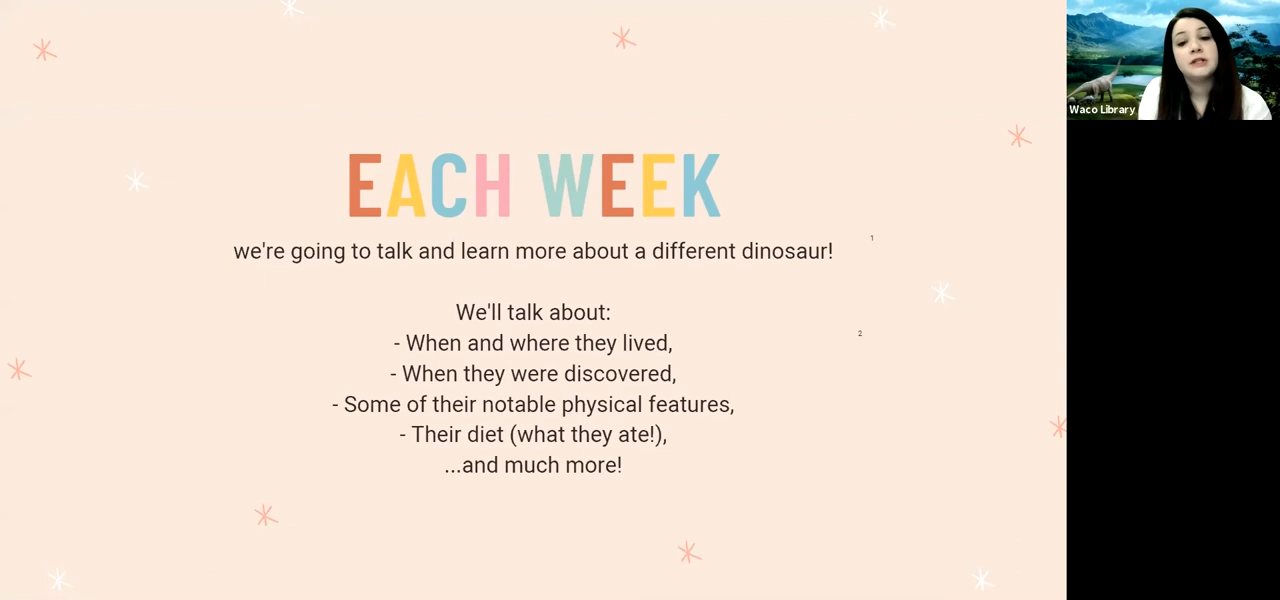 EACH WEEK
we're going to talk and learn more about a different dinosaur!
1
We'll talk about:
- When and where they lived,
2
- When they were discovered,
- Some of their notable physical features,
- Their diet (what they ate!),
...and much more!
Waco Library